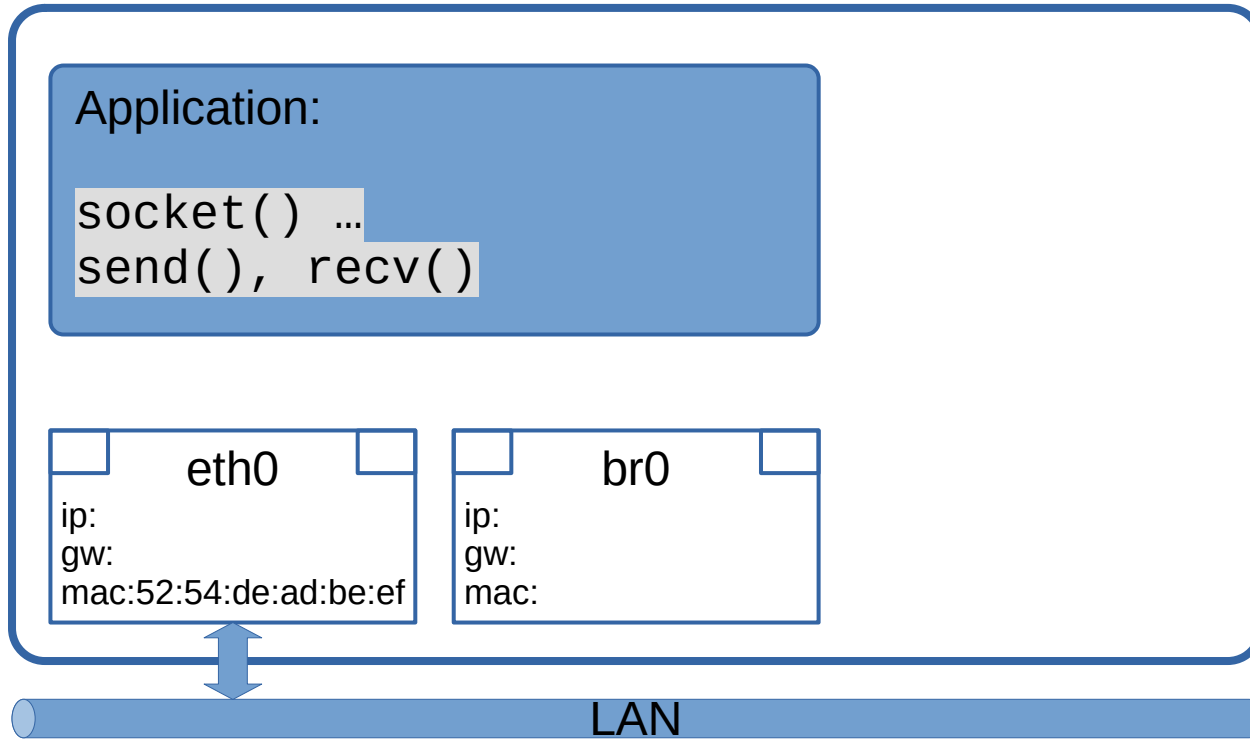 Application:
socket() …
send(), recv()
eth0
ip:
gw:
mac:52:54:de:ad:be:ef
br0
ip:
gw:
mac:
LAN